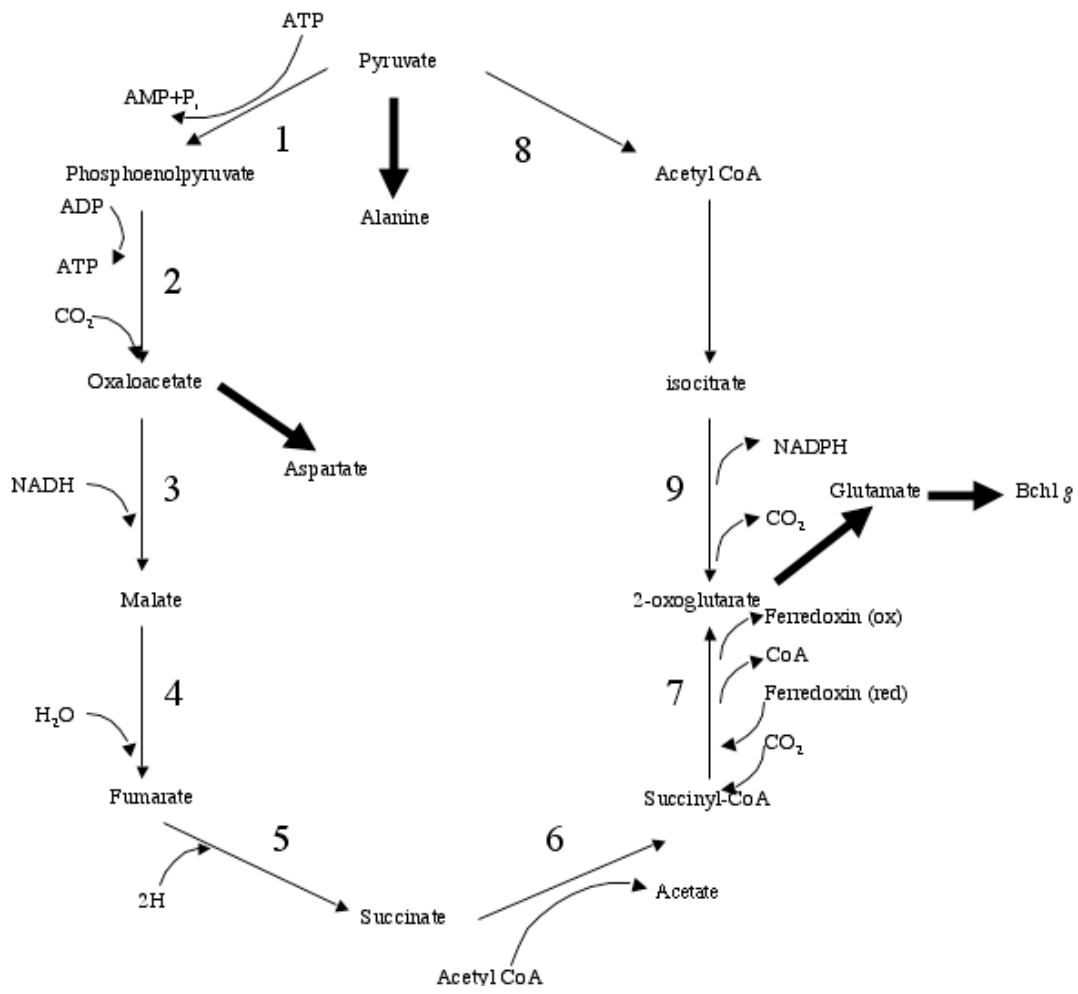 ATP
Pyruvate
AMP+Pi
1
8
Phosphoenolpyruvate
Acetyl CoA
ADP
Alanine
ATP
2
CO₂
Oxaloacetate
isocitrate
NADPH
Aspartate
NADH
3
9
Glutamate
Bchl g
CO₂
Malate
2-oxoglutarate
Ferredoxin (ox)
CoA
4
7
Ferredoxin (red)
H₂O
CO₂
Fumarate
Succinyl-CoA
5
6
2H
Acetate
Succinate
Acetyl CoA